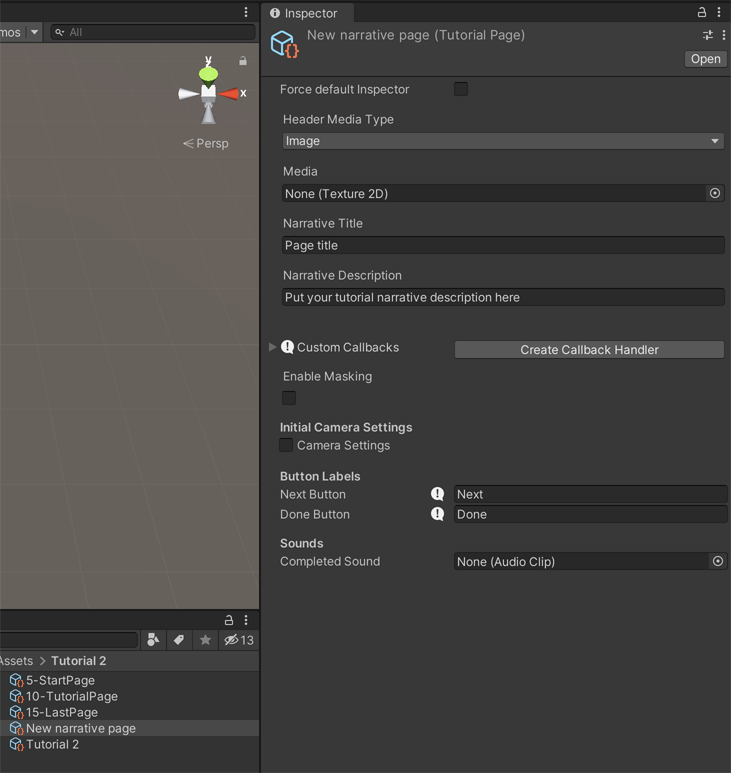 Inspector
mos
All
New narrative page (Tutorial Page)
Open
y
x
Persp
Force default Inspector
Header Media Type
Image
Media
None (Texture 2D)
Narrative Title
Page title
Narrative Description
Put your tutorial narrative description here
Custom Callbacks
Create Callback Handler
Enable Masking
Initial Camera Settings
Camera Settings
Button Labels
Next Button
Next
Done Button
Done
Sounds
Completed Sound
None (Audio Clip)
13
Assets > Tutorial 2
5-StartPage
10-TutorialPage
15-LastPage
New narrative page
Tutorial 2